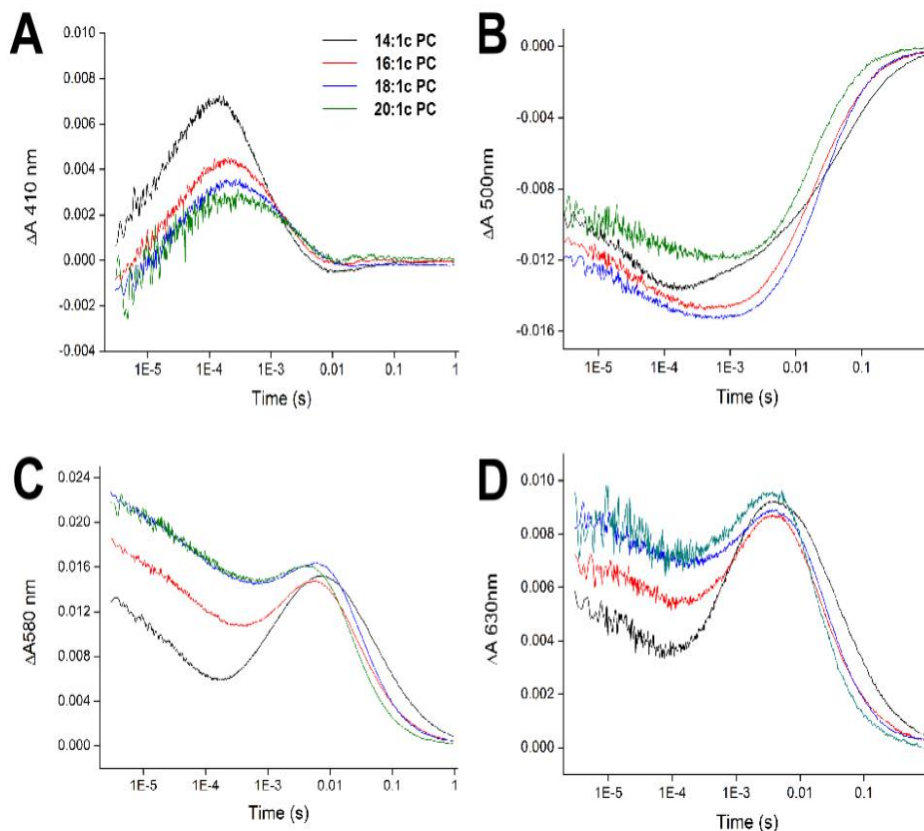 A
ΔA 410 nm
0.010
0.008
0.006
0.004
0.002
0.000
-0.002
-0.004
14:1c PC
16:1c PC
18:1c PC
20:1c PC
1E-5 1E-4 1E-3 0.01 0.1 1
Time (s)
B
ΔA 500nm
0.000
-0.004
-0.008
-0.012
-0.016
1E-5 1E-4 1E-3 0.01 0.1
Time (s)
C
ΔA580 nm
0.024
0.020
0.016
0.012
0.008
0.004
0.000
1E-5 1E-4 1E-3 0.01 0.1 1
Time (s)
D
ΔA 630nm
0.010
0.008
0.006
0.004
0.002
0.000
1E-5 1E-4 1E-3 0.01 0.1
Time (s)